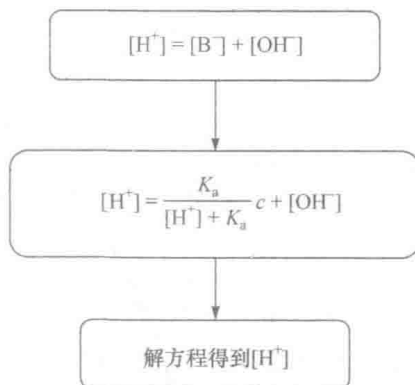 [H⁺] = [B⁻] + [OH⁻]
[H⁺] = Kₐ / ([H⁺] + Kₐ) c + [OH⁻]
解方程得到[H⁺]